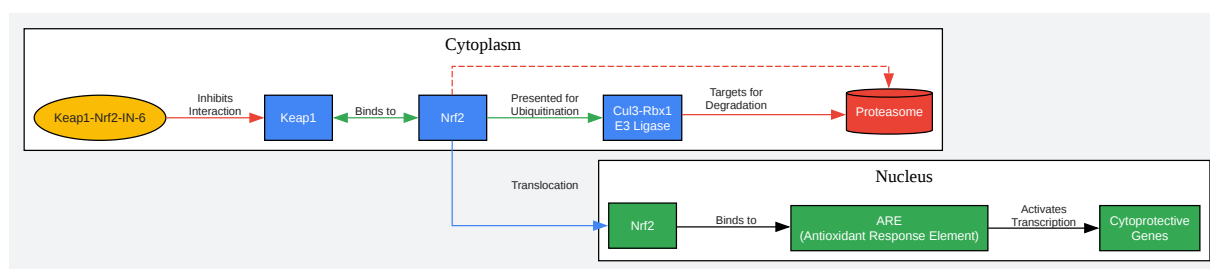 Cytoplasm
Keap1-Nrf2-IN-6
Inhibits
Interaction
Keap1
Binds to
Nrf2
Presented for
Ubiquitination
Cul3-Rbx1
E3 Ligase
Targets for
Degradation
Proteasome
Translocation
Nucleus
Nrf2
Binds to
ARE
(Antioxidant Response Element)
Activates
Transcription
Cytoprotective
Genes